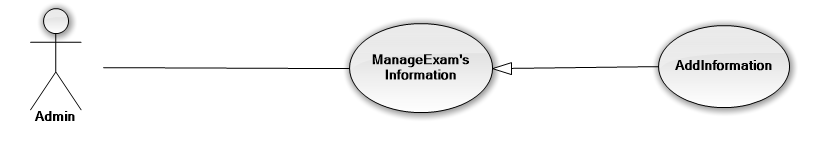 Admin
ManageExam's
Information
AddInformation